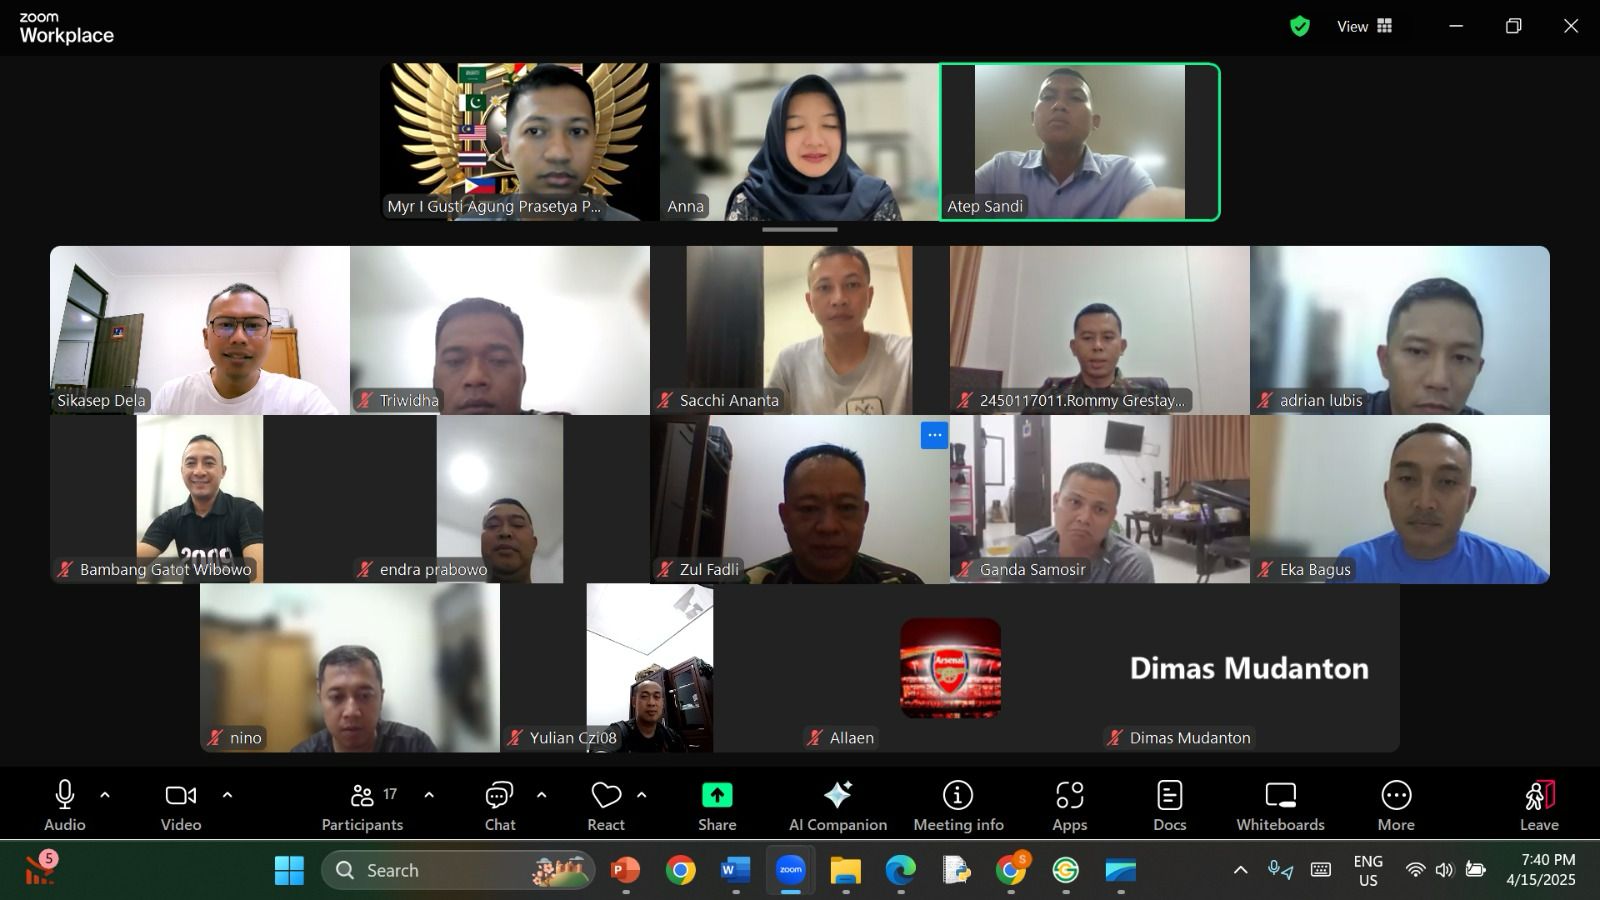 zoom
Workplace
View
Myr I Gusti Agung Prasetya P...
Anna
Atep Sandi
Sikasep Dela
Triwidha
Sacchi Ananta
2450117011.Rommy Grestay...
adrian lubis
Bambang Gatot Wibowo
endra prabowo
Zul Fadli
Ganda Samosir
Eka Bagus
nino
Yulian Czi08
Arsenal
Allaen
Dimas Mudanton
Dimas Mudanton
17
Audio
Video
Participants
Chat
React
Share
AI Companion
Meeting info
Apps
Docs
Whiteboards
More
Leave
5
Search
P
W
zoom
S
ENG
US
7:40 PM
4/15/2025